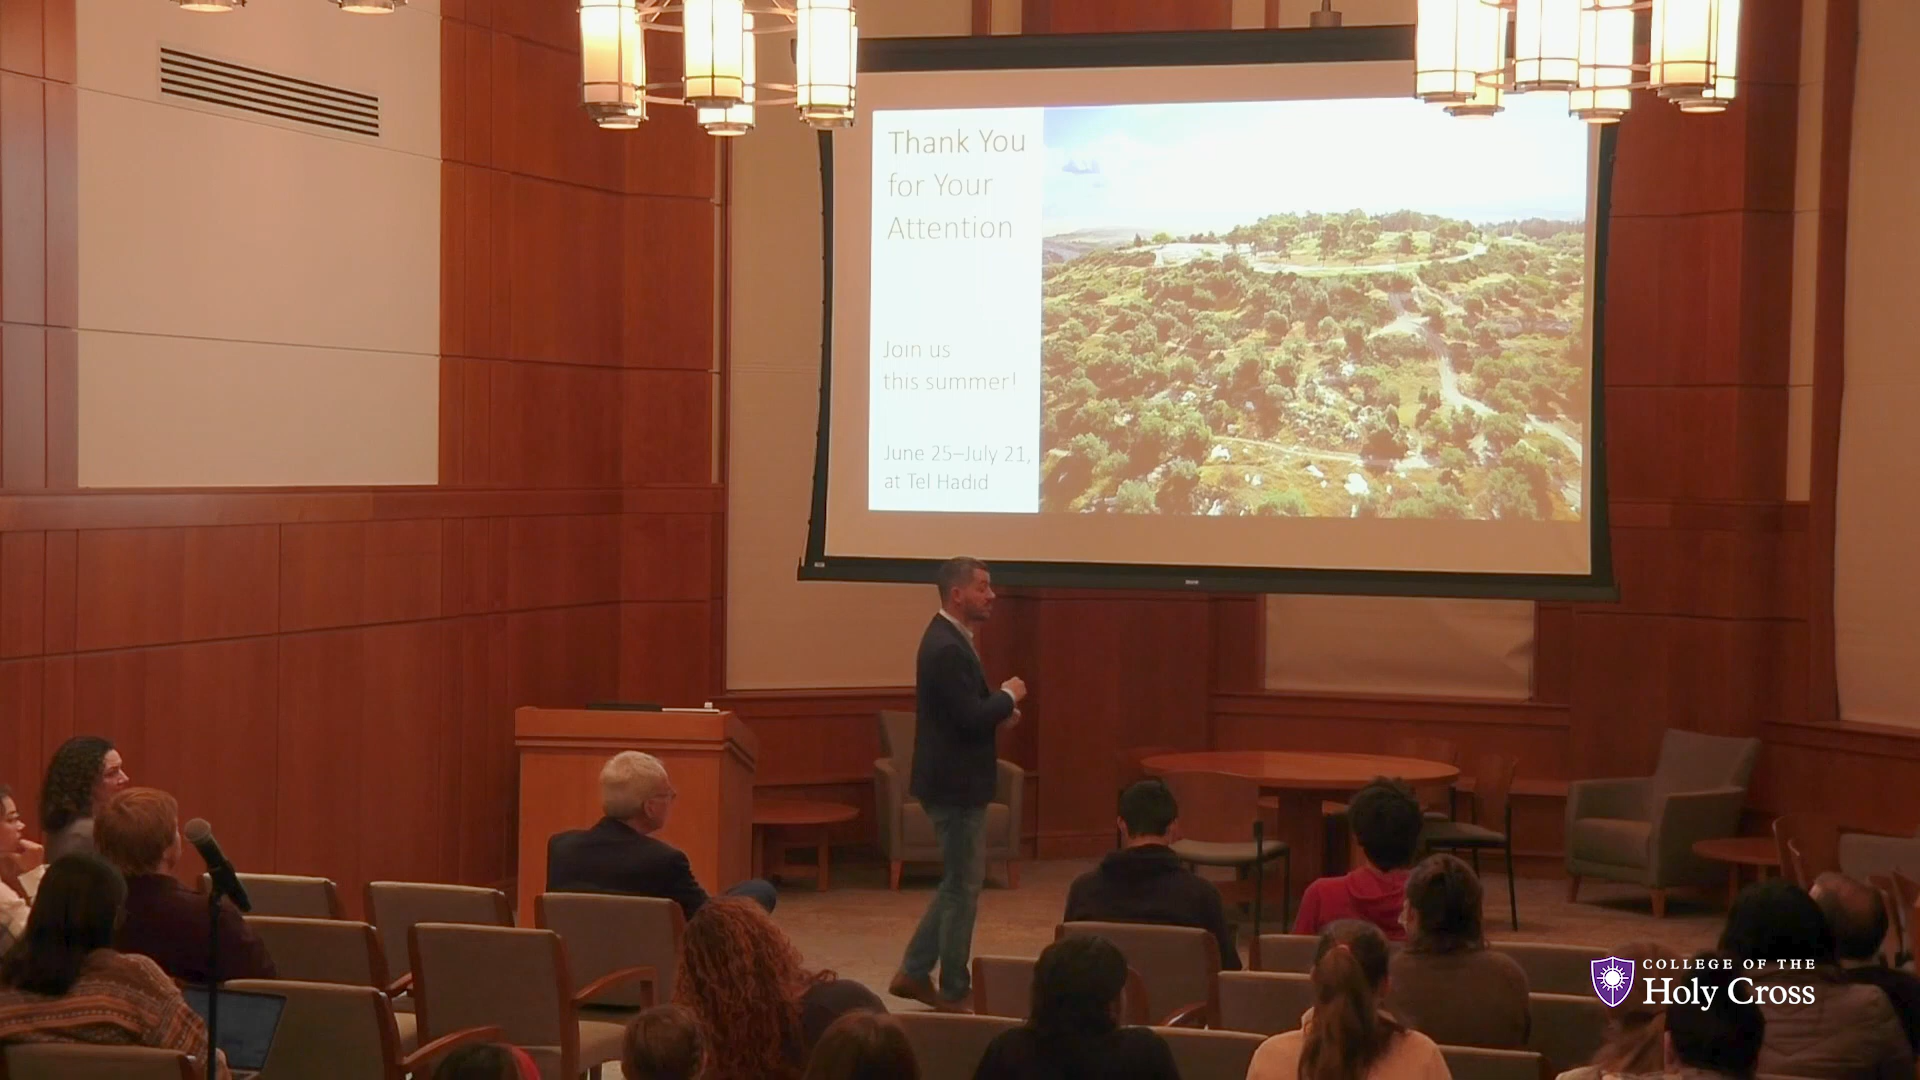 Thank You
for Your
Attention
Join us
this summer!
June 25–July 21,
at Tel Hadid
COLLEGE OF THE
Holy Cross